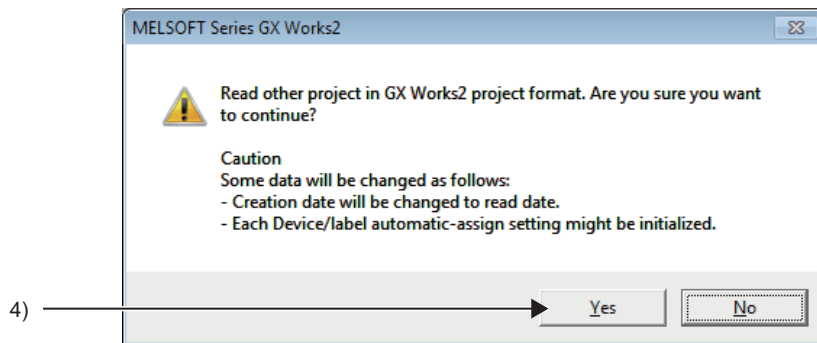 MELSOFT Series GX Works2
Read other project in GX Works2 project format. Are you sure you want
to continue?
Caution
Some data will be changed as follows:
- Creation date will be changed to read date.
- Each Device/label automatic-assign setting might be initialized.
4)
Yes
No